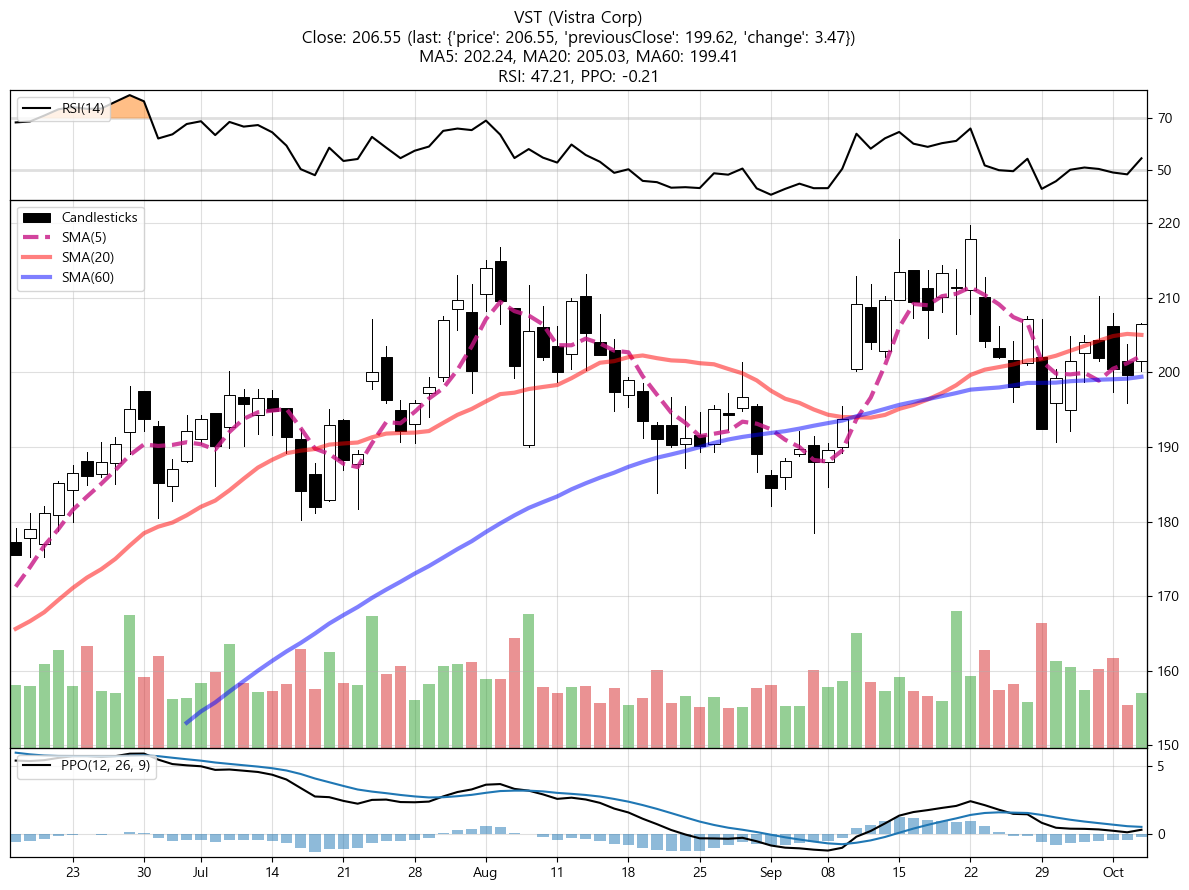 VST (Vistra Corp)
Close: 206.55 (last: {'price': 206.55, 'previousClose': 199.62, 'change': 3.47})
MA5: 202.24, MA20: 205.03, MA60: 199.41
RSI: 47.21, PPO: -0.21
RSI(14)
70
50
Candlesticks
SMA(5)
SMA(20)
SMA(60)
220
210
200
190
180
170
160
150
PPO(12, 26, 9)
5
0
23 30 Jul 14 21 28 Aug 11 18 25 Sep 08 15 22 29 Oct